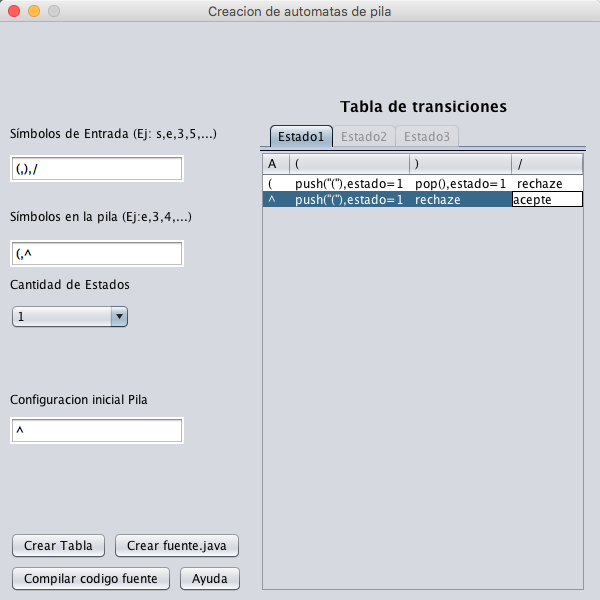 Creacion de automatas de pila
Tabla de transiciones
Símbolos de Entrada (Ej: s,e,3,5,...)
Estado1 Estado2 Estado3
(,),/
A ( ) /
( push("("),estado=1 pop(),estado=1 rechaze
^ push("("),estado=1 rechaze acepte
Símbolos en la pila (Ej:e,3,4,...)
(,^
Cantidad de Estados
1
Configuracion inicial Pila
^
Crear Tabla Crear fuente.java
Compilar codigo fuente Ayuda